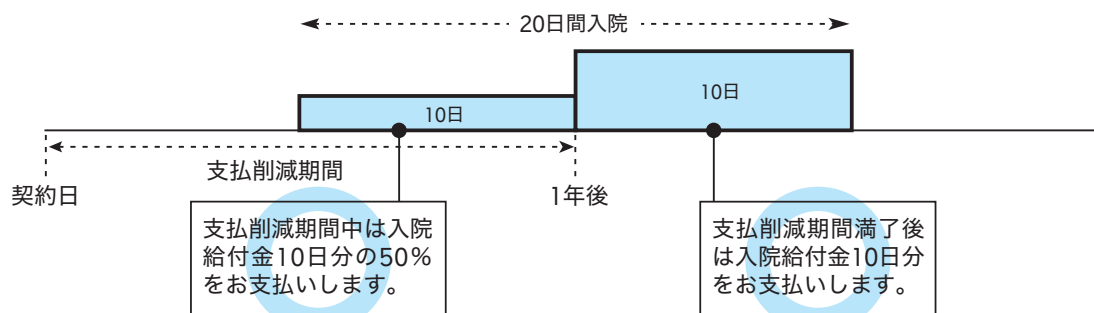 20日間入院
10日
10日
支払削減期間
契約日
1年後
支払削減期間中は入院
給付金10日分の50%
をお支払いします。
支払削減期間満了後
は入院給付金10日分
をお支払いします。